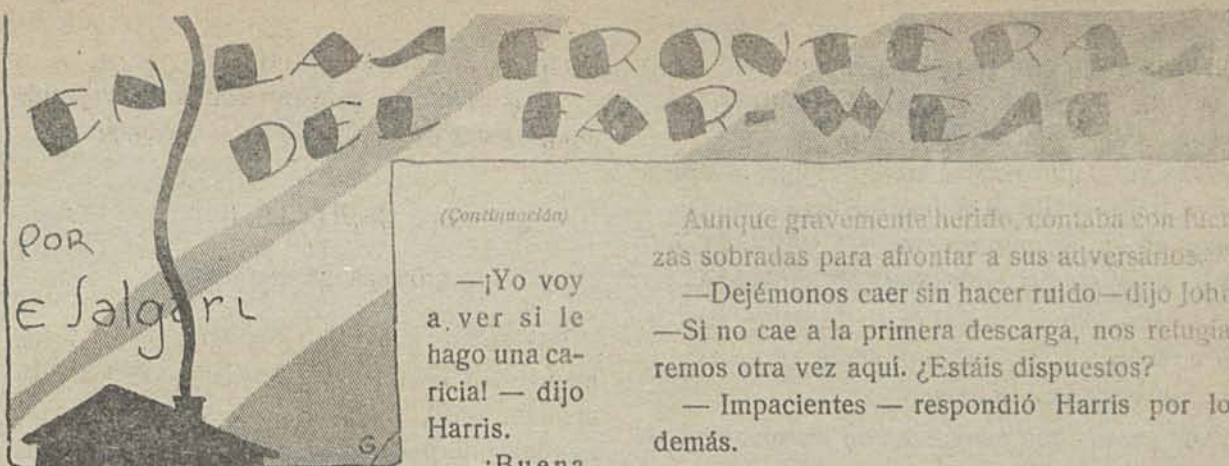 EN LAS FRONTERAS
DEL FAR-WEST
POR
E Salgari
(Continuación)
—¡Yo voy
a ver si le
hago una ca-
ricia! — dijo
Harris.
¡Buena
Aunque gravemente herido, contaba con fuer
zas sobradas para afrontar a sus adversarios.
—Dejémonos caer sin hacer ruido—dijo John
—Si no cae a la primera descarga, nos refugia
remos otra vez aquí. ¿Estáis dispuestos?
— Impacientes — respondió Harris por lo
demás.
G